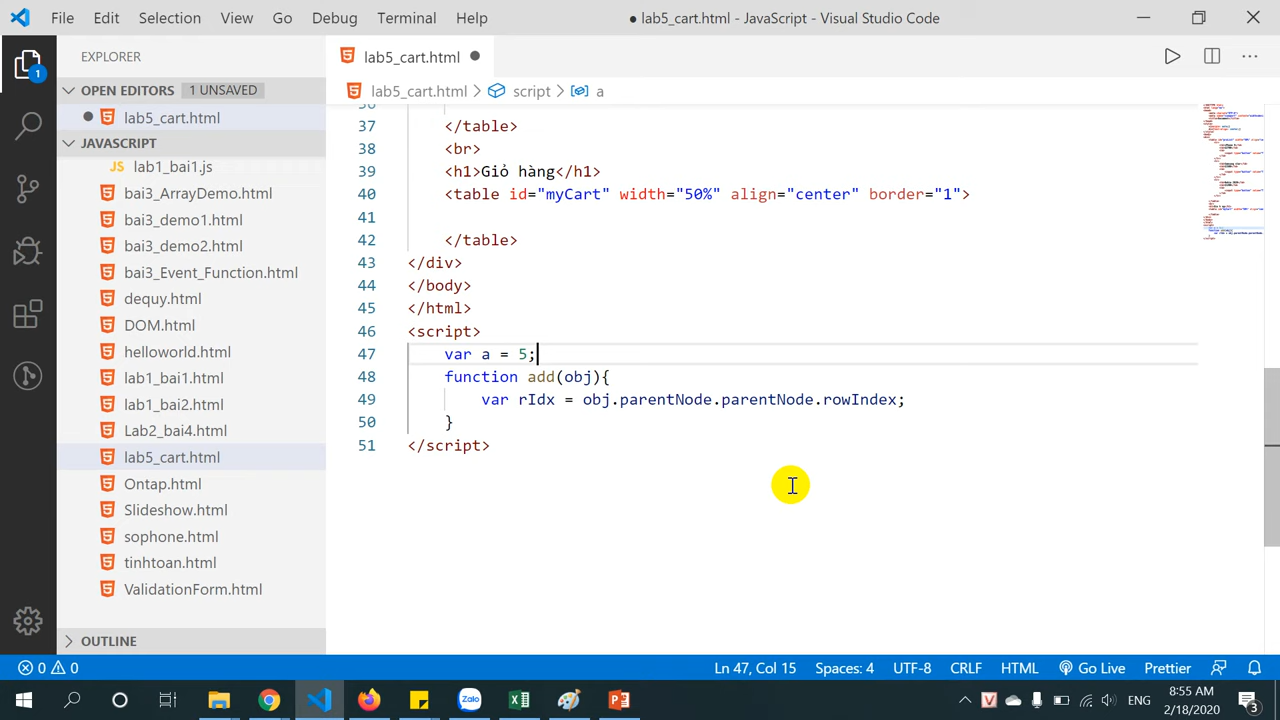 File Edit Selection View Go Debug Terminal Help
● lab5_cart.html - JavaScript - Visual Studio Code
EXPLORER
OPEN EDITORS 1 UNSAVED
lab5_cart.html
JAVASCRIPT
lab1_bai1.js
bai3_ArrayDemo.html
bai3_demo1.html
bai3_demo2.html
bai3_Event_Function.html
dequy.html
DOM.html
helloworld.html
lab1_bai1.html
lab1_bai2.html
Lab2_bai4.html
lab5_cart.html
Ontap.html
Slideshow.html
sophone.html
tinhtoan.html
ValidationForm.html
OUTLINE
1
lab5_cart.html ●
lab5_cart.html > script > a
36
37 </table>
38 <br>
39 <h1>Giỏ hàng</h1>
40 <table id="myCart" width="50%" align="center" border="1">
41
42 </table>
43 </div>
44 </body>
45 </html>
46 <script>
47 var a = 5;
48 function add(obj){
49 var rIdx = obj.parentNode.parentNode.rowIndex;
50 }
51 </script>
0 0
Ln 47, Col 15 Spaces: 4 UTF-8 CRLF HTML Go Live Prettier
Zalo
ENG
8:55 AM
2/18/2020
3